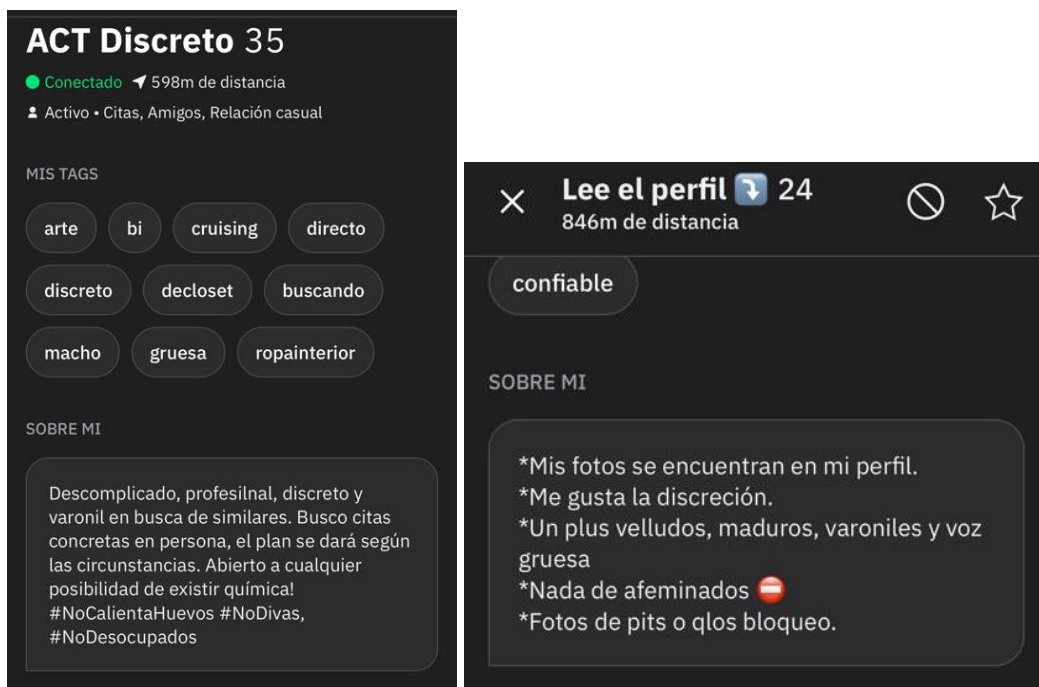 ACT Discreto 35
Conectado 598m de distancia
Activo • Citas, Amigos, Relación casual
MIS TAGS
arte bi cruising directo
discreto decloset buscando
macho gruesa ropainterior
SOBRE MI
Descomplicado, profesilnal, discreto y
varonil en busca de similares. Busco citas
concretas en persona, el plan se dará según
las circunstancias. Abierto a cualquier
posibilidad de existir química!
#NoCalientaHuevos #NoDivas,
#NoDesocupados
Lee el perfil ⤵️ 24
846m de distancia
confiable
SOBRE MI
*Mis fotos se encuentran en mi perfil.
*Me gusta la discreción.
*Un plus velludos, maduros, varoniles y voz
gruesa
*Nada de afeminados ⛔
*Fotos de pits o qlos bloqueo.